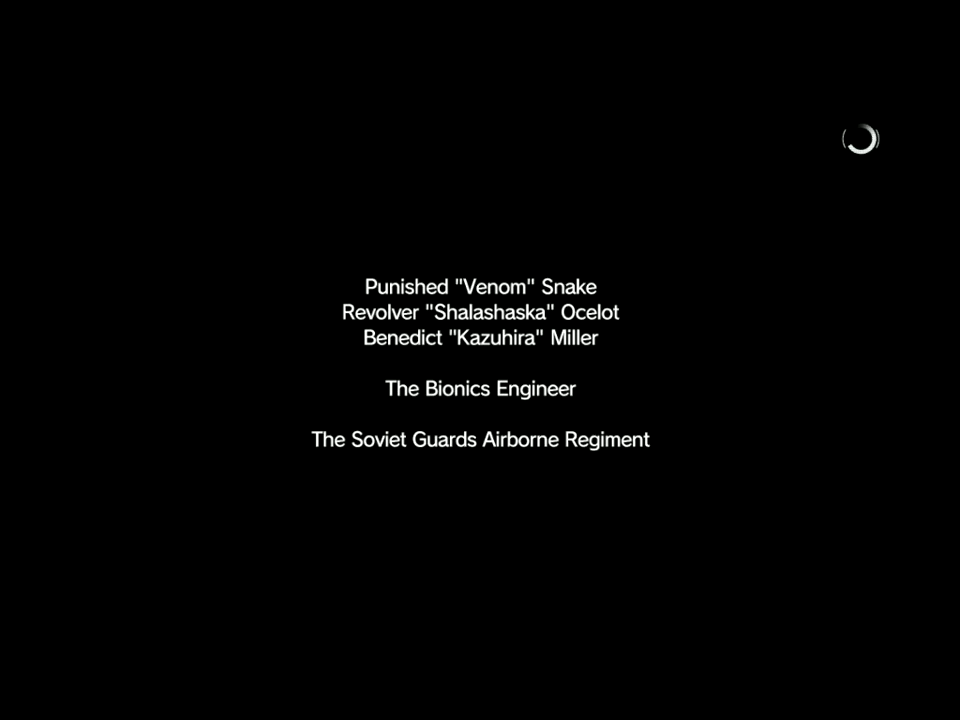 Punished "Venom" Snake
Revolver "Shalashaska" Ocelot
Benedict "Kazuhira" Miller
The Bionics Engineer
The Soviet Guards Airborne Regiment